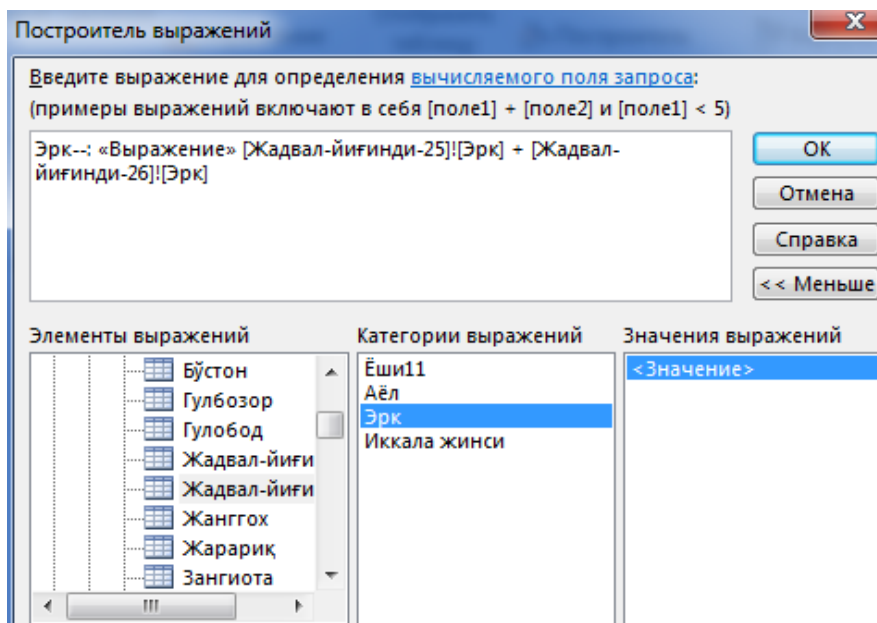 Построитель выражений
Введите выражение для определения вычисляемого поля запроса:
(примеры выражений включают в себя [поле1] + [поле2] и [поле1] < 5)
Эрк--: «Выражение» [Жадвал-йиғинди-25]![Эрк] + [Жадвал-
йиғинди-26]![Эрк]
ОК
Отмена
Справка
<< Меньше
Элементы выражений
Бўстон
Гулбозор
Гулобод
Жадвал-йиғи
Жадвал-йиғи
Жанггох
Жарариқ
Зангиота
Категории выражений
Ёши11
Аёл
Эрк
Иккала жинси
Значения выражений
<Значение>